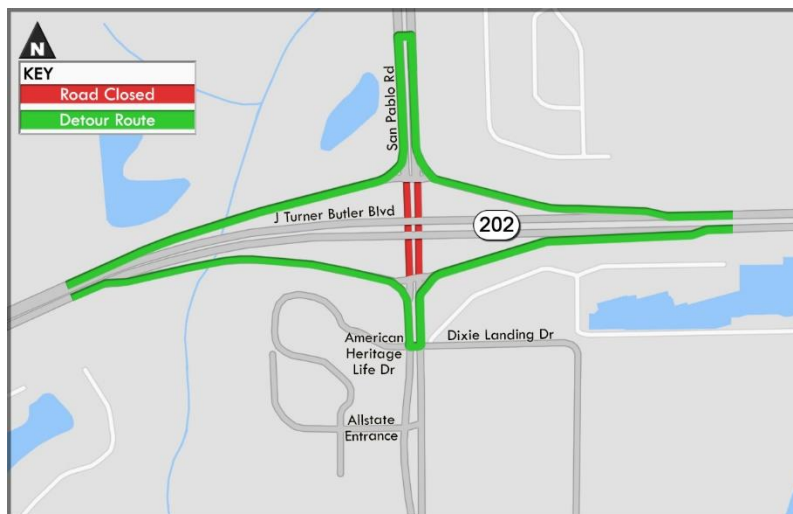 N
KEY
Road Closed
Detour Route
San Pablo Rd
J Turner Butler Blvd
202
American
Heritage
Life Dr
Dixie Landing Dr
Allstate
Entrance